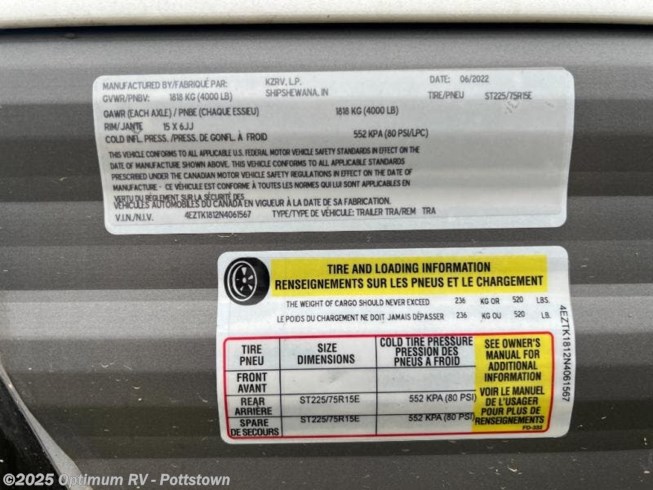 MANUFACTURED BY/FABRIQUÉ PAR: KZRV, L.P. DATE: 06/2022
GVWR/PNBV: 1818 KG (4000 LB) SHIPSHEWANA, IN TIRE/PNEU ST225/75R15E
GAWR (EACH AXLE) / PNBE (CHAQUE ESSIEU) 1818 KG (4000 LB)
RIM/JANTE 15 X 6JJ
COLD INFL. PRESS. /PRESS. DE GONFL. À FROID 552 KPA (80 PSI/LPC)
THIS VEHICLE CONFORMS TO ALL APPLICABLE U.S. FEDERAL MOTOR VEHICLE SAFETY STANDARDS IN EFFECT ON THE
DATE OF MANUFACTURE SHOWN ABOVE. THIS VEHICLE CONFORMS TO ALL APPLICABLE STANDARDS
PRESCRIBED UNDER THE CANADIAN MOTOR VEHICLE SAFETY REGULATIONS IN EFFECT ON THE DATE OF
MANUFACTURE - CE VÉHICULE EST CONFORME À TOUTES LES NORMES QUI LUI SONT APPLICABLES EN
VERTU DU RÈGLEMENT SUR LA SÉCURITÉ DES
VÉHICULES AUTOMOBILES DU CANADA EN VIGUEUR À LA DATE DE SA FABRICATION.
V.I.N./N.I.V. 4EZTK1812N4061567 TYPE/TYPE DE VÉHICULE: TRAILER TRA/REM TRA
TIRE AND LOADING INFORMATION
RENSEIGNEMENTS SUR LES PNEUS ET LE CHARGEMENT
THE WEIGHT OF CARGO SHOULD NEVER EXCEED 236 KG OR 520 LBS.
LE POIDS DU CHARGEMENT NE DOIT JAMAIS DÉPASSER 236 KG OU 520 LB.
TIRE PNEU
SIZE DIMENSIONS
COLD TIRE PRESSURE
PRESSION DES
PNEUS A FROID
FRONT
AVANT
REAR
ARRIÈRE
ST225/75R15E 552 KPA (80 PSI)
SPARE
DE SECOURS
ST225/75R15E 552 KPA (80 PSI)
SEE OWNER'S
MANUAL FOR
ADDITIONAL
INFORMATION
VOIR LE MANUEL
DE L'USAGER
POUR PLUS DE
RENSEIGNEMENTS
4EZTK1812N4061567
©2025 Optimum RV - Pottstown